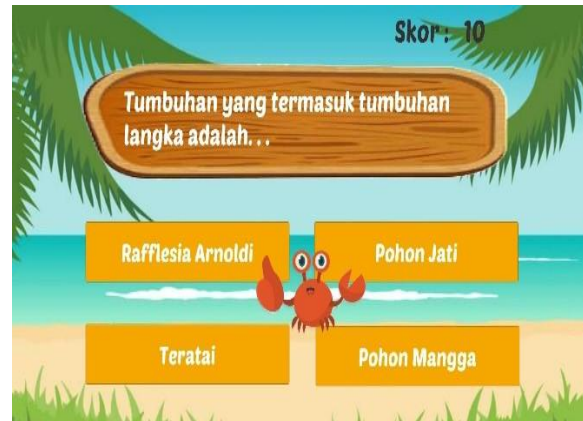 Skor : 10
Tumbuhan yang termasuk tumbuhan
langka adalah. . .
Rafflesia Arnoldi
Pohon Jati
Teratai
Pohon Mangga